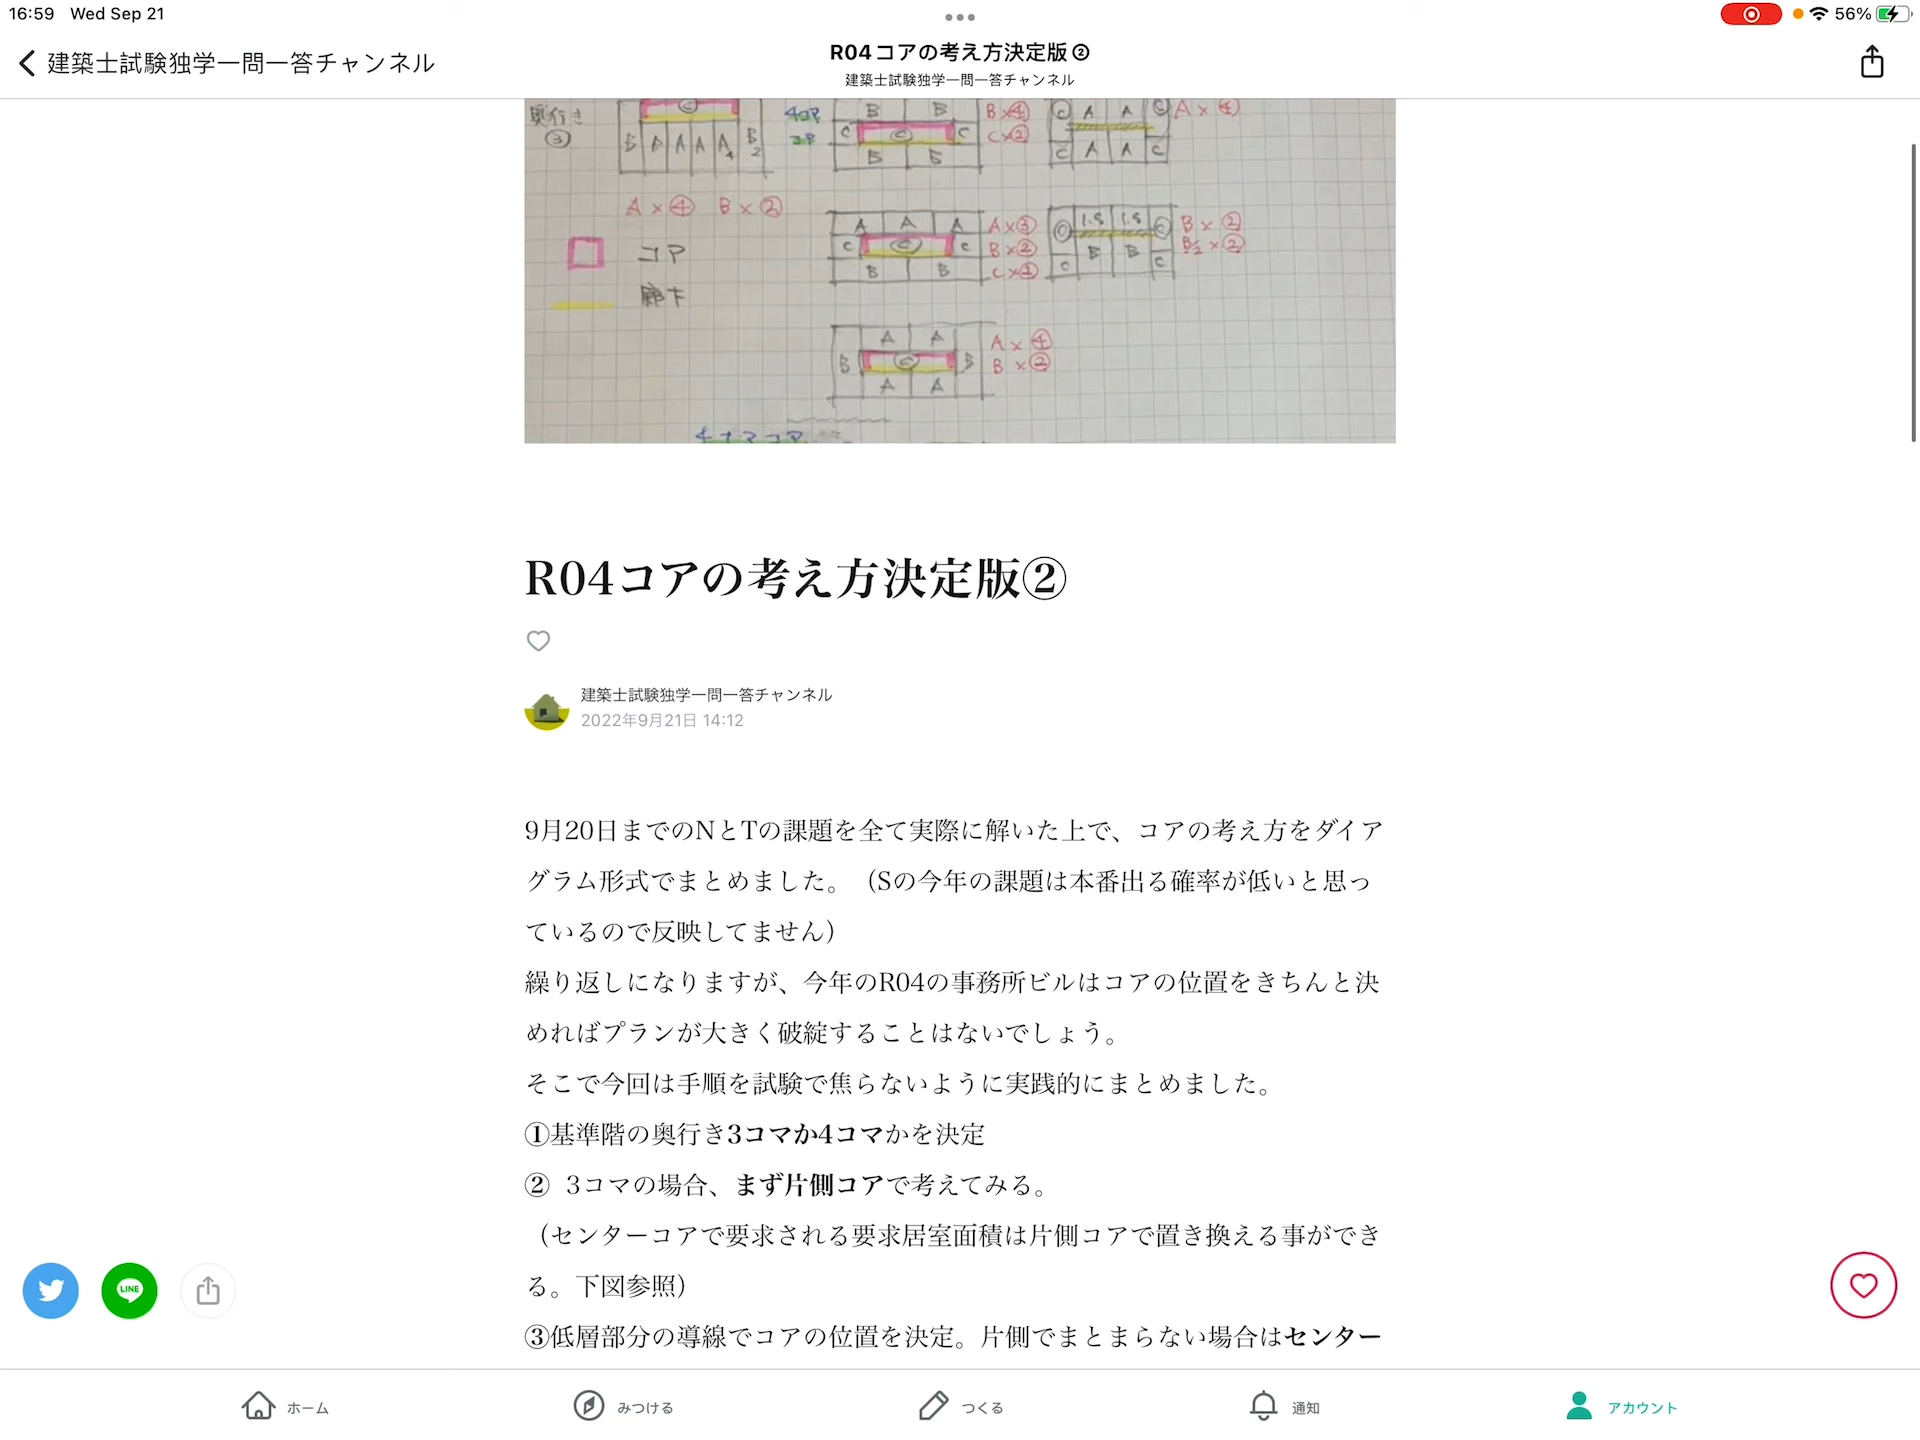 16:59 Wed Sep 21
56%
建築士試験独学一問一答チャンネル
R04コアの考え方決定版②
建築士試験独学一問一答チャンネル
奥行き
③
C
B A A A A B
4 2
コア
B B
C C C
B B
B×④
C×②
C A A C
C A A C
A×④
A×④ B×②
コア
廊下
A A A
C C C
B B
A×③
B×②
C×①
C 1.5 1.5 C
C B B C
B×②
B/2×②
A A
B C B
A A
A×④
B×②
R04コアの考え方決定版②
建築士試験独学一問一答チャンネル
2022年9月21日 14:12
9月20日までのNとTの課題を全て実際に解いた上で、コアの考え方をダイア
グラム形式でまとめました。（Sの今年の課題は本番出る確率が低いと思っ
ているので反映してません）
繰り返しになりますが、今年のR04の事務所ビルはコアの位置をきちんと決
めればプランが大きく破綻することはないでしょう。
そこで今回は手順を試験で焦らないように実践的にまとめました。
①基準階の奥行き3コマか4コマかを決定
② 3コマの場合、まず片側コアで考えてみる。
（センターコアで要求される要求居室面積は片側コアで置き換える事ができ
る。下図参照）
③低層部分の導線でコアの位置を決定。片側でまとまらない場合はセンター
LINE
ホーム
みつける
つくる
通知
アカウント